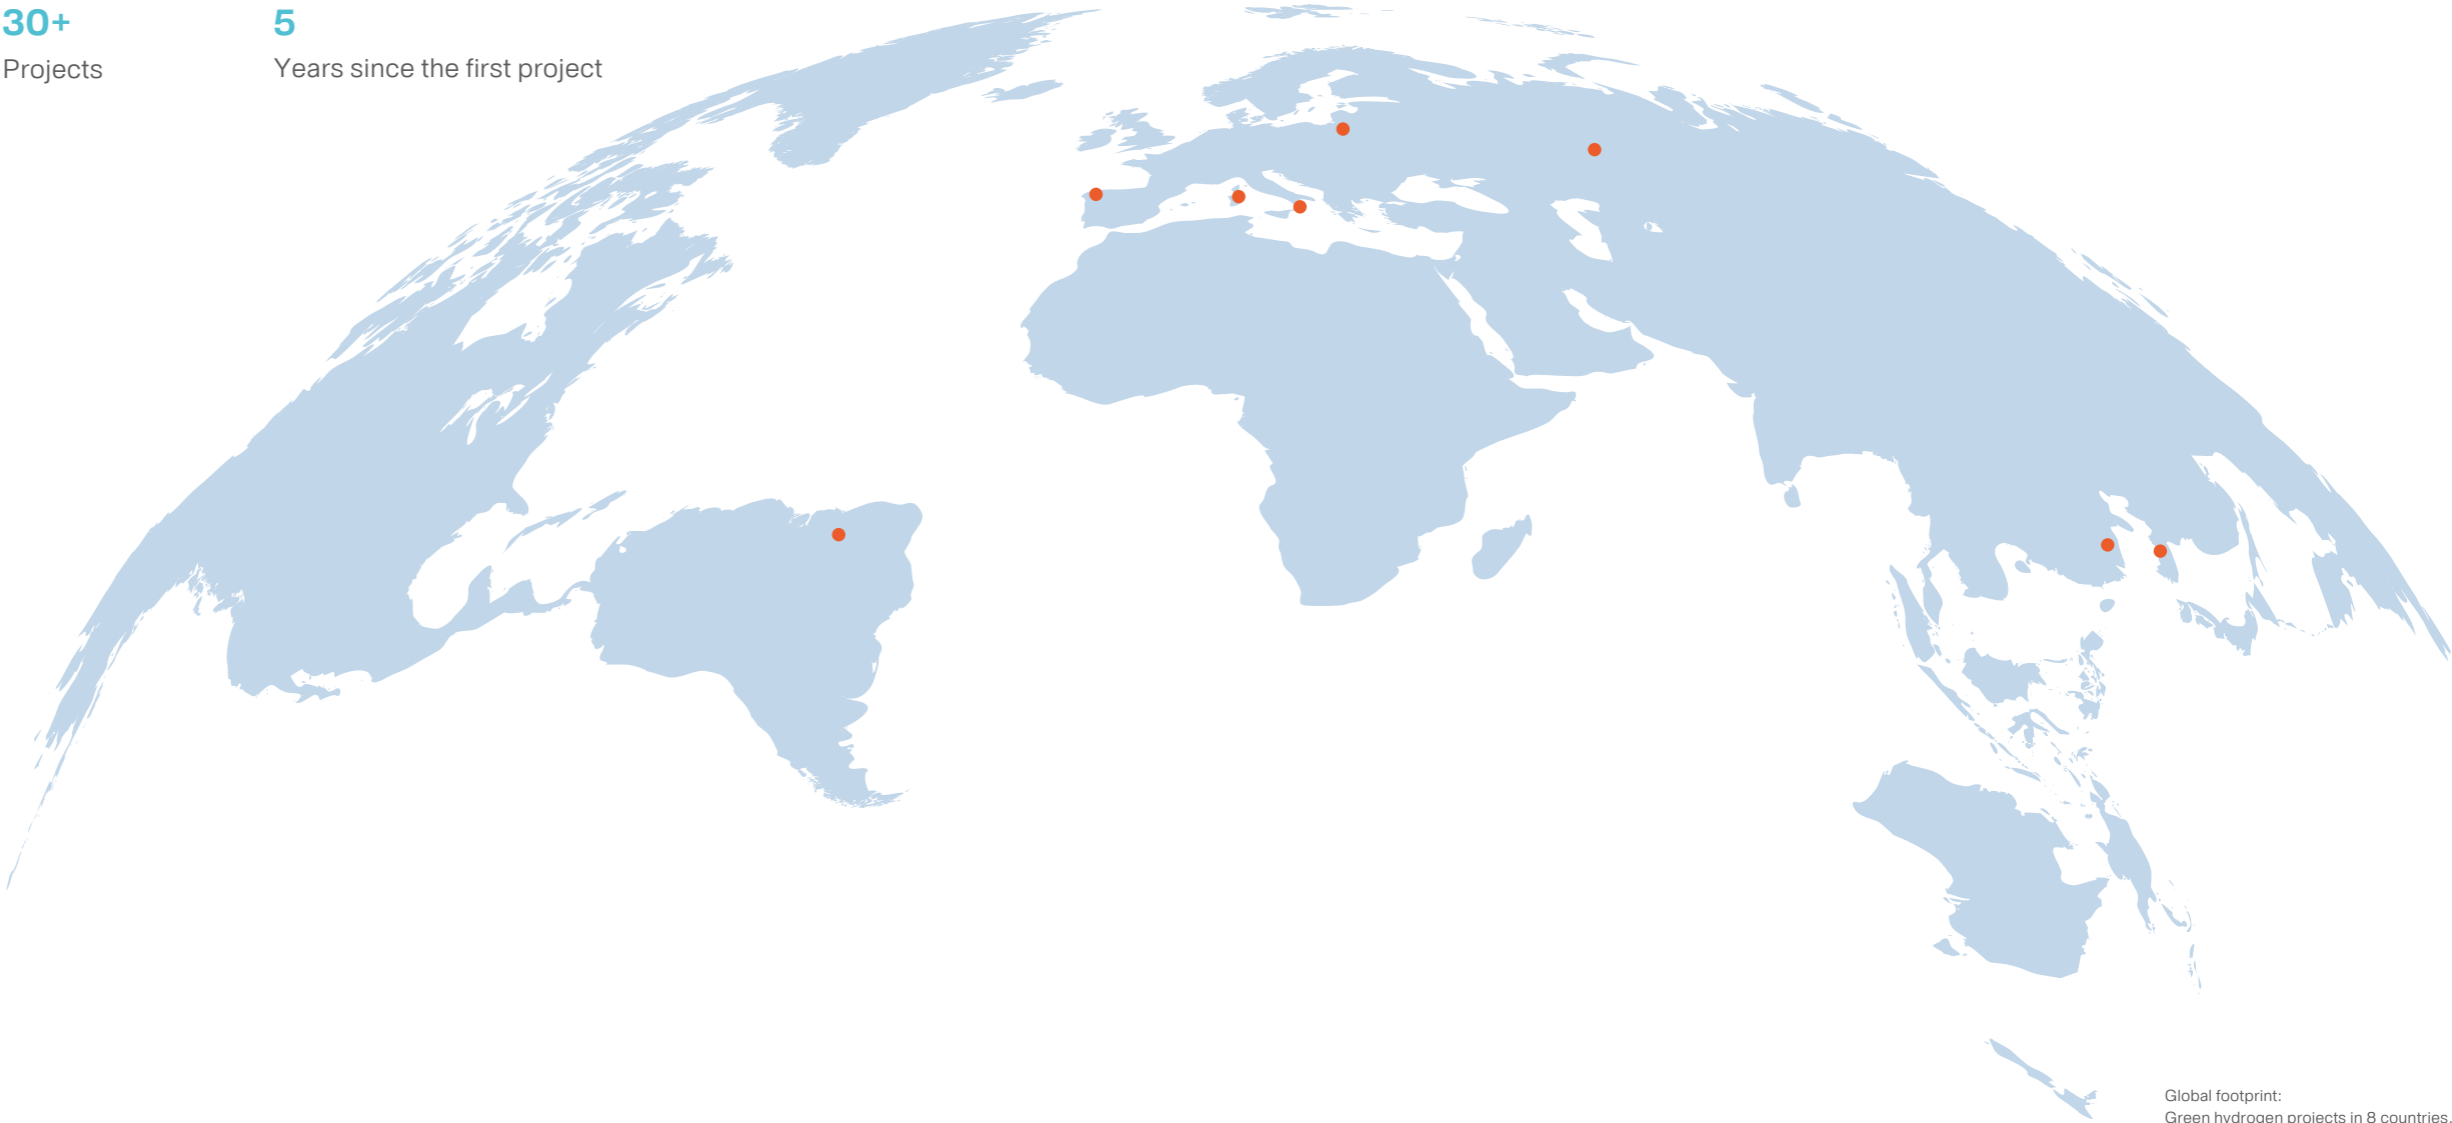 30+
Projects
5
Years since the first project
Global footprint:
Green hydrogen projects in 8 countries.